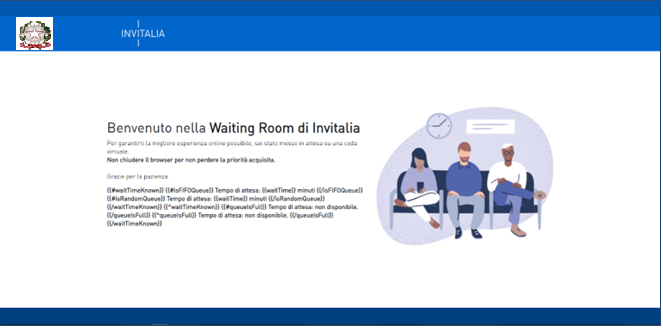 INVITALIA
Benvenuto nella Waiting Room di Invitalia
Per garantirti la migliore esperienza online possibile, sei stato messo in attesa su una coda
virtuale.
Non chiudere il browser per non perdere la priorità acquisita.
Grazie per la pazienza.
{{#waitTimeKnown}} {{#isFIFOQueue}} Tempo di attesa: {{waitTime}} minuti {{/isFIFOQueue}}
{{#isRandomQueue}} Tempo di attesa: {{waitTime}} minuti {{/isRandomQueue}}
{{/waitTimeKnown}} {{^waitTimeKnown}} {{#queueIsFull}} Tempo di attesa: non disponibile.
{{/queueIsFull}} {{^queueIsFull}} Tempo di attesa: non disponibile. {{/queueIsFull}}
{{/waitTimeKnown}}